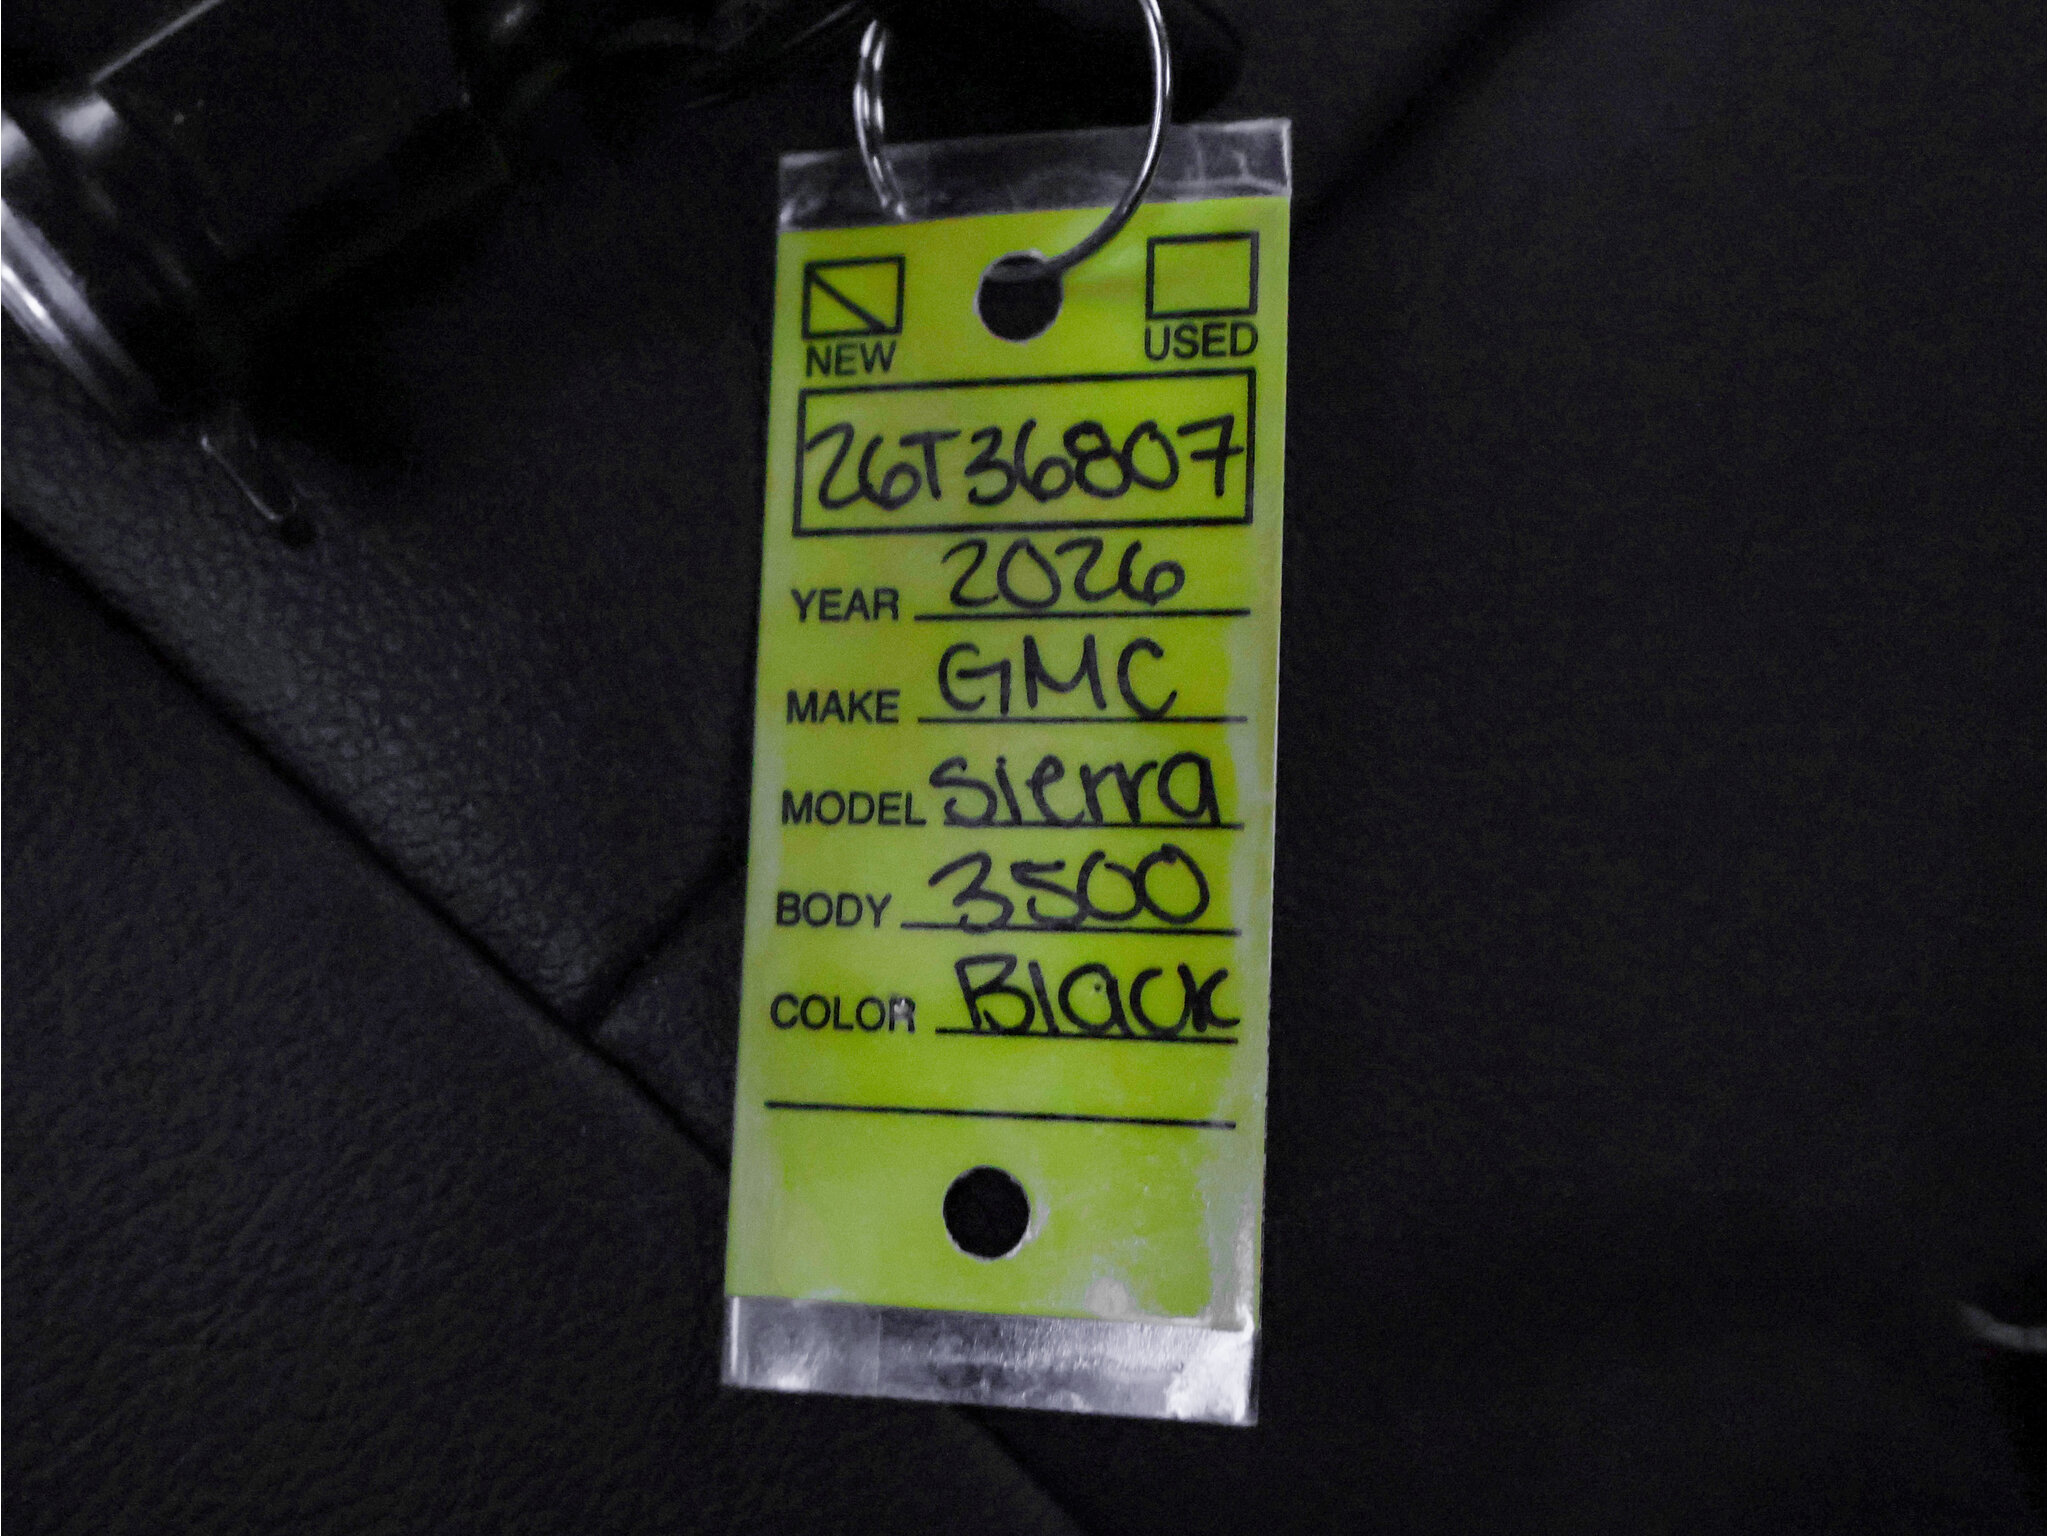 NEW USED
26T36807
YEAR 2026
MAKE GMC
MODEL Sierra
BODY 3500
COLOR Black